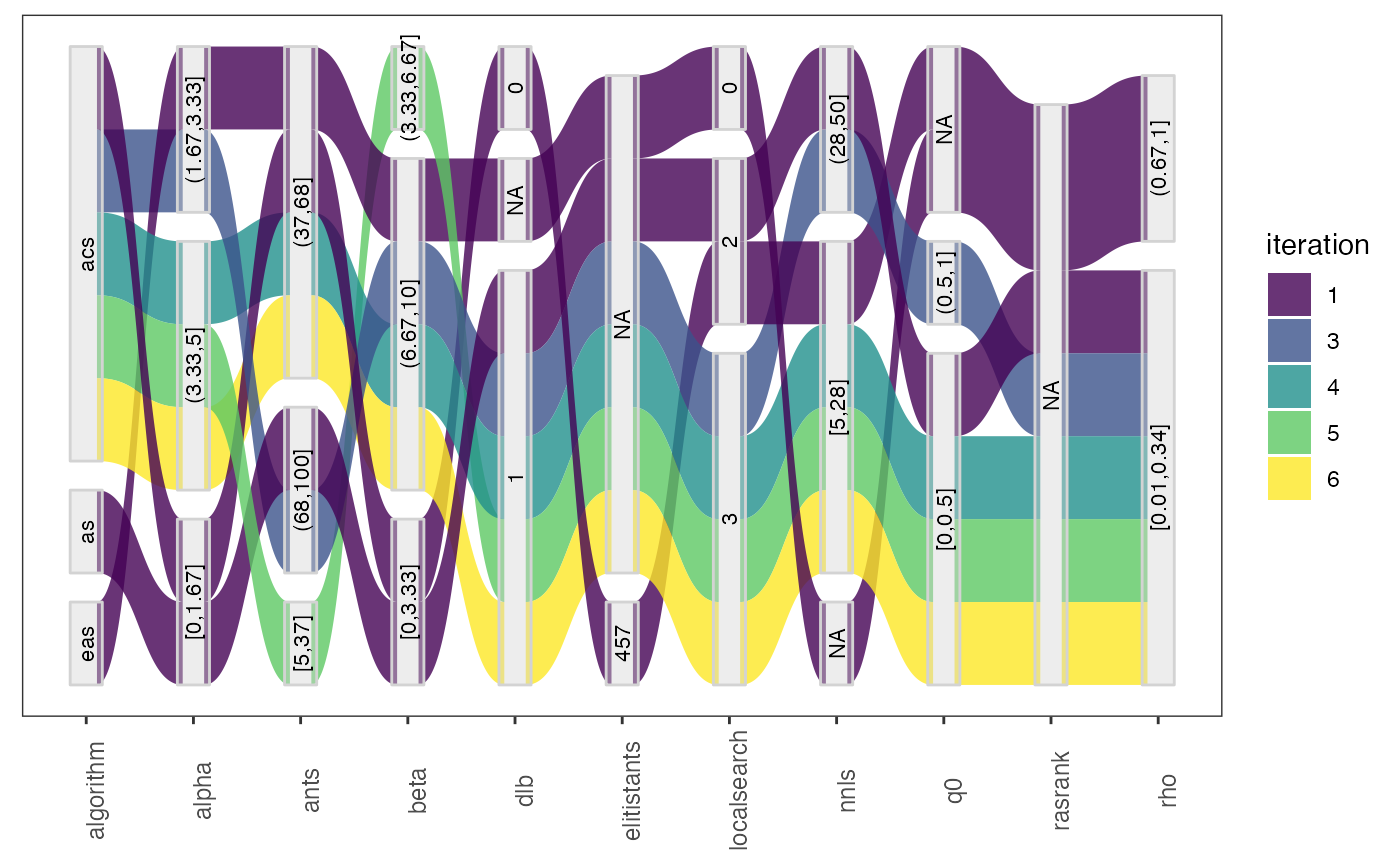 acs
as
eas
(1.67,3.33]
(3.33,5]
[0,1.67]
(37,68]
(68,100]
[5,37]
(3.33,6.67]
(6.67,10]
[0,3.33]
0
NA
1
NA
457
0
2
3
(28,50]
[5,28]
NA
NA
(0.5,1]
[0,0.5]
NA
(0.67,1]
[0.01,0.34]
algorithm
alpha
ants
beta
dlb
elitistants
localsearch
nnls
q0
rasrank
rho
iteration
1
3
4
5
6